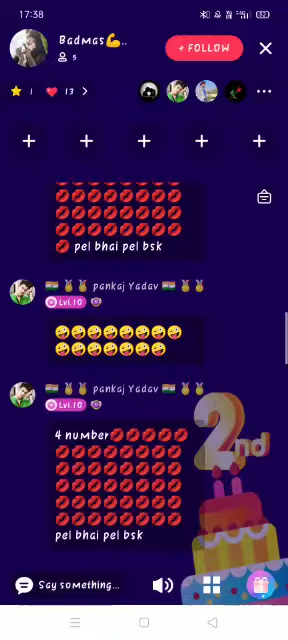 17:38
Badmas💪..
5
+ FOLLOW
1
13
pel bhai pel bsk
pankaj Yadav
Lvl.10
pankaj Yadav
Lvl.10
4 number
pel bhai pel bsk
2nd
Say something...